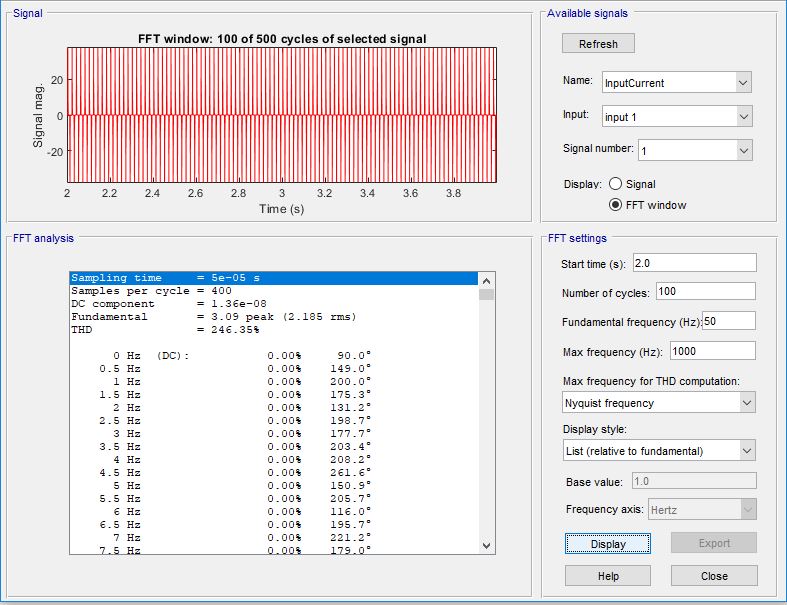 Signal
FFT window: 100 of 500 cycles of selected signal
Signal mag.
20
0
-20
2 2.2 2.4 2.6 2.8 3 3.2 3.4 3.6 3.8
Time (s)
Available signals
Refresh
Name: InputCurrent
Input: input 1
Signal number: 1
Display: Signal
FFT window
FFT analysis
Sampling time = 5e-05 s
Samples per cycle = 400
DC component = 1.36e-08
Fundamental = 3.09 peak (2.185 rms)
THD = 246.35%
0 Hz (DC): 0.00% 90.0°
0.5 Hz 0.00% 149.0°
1 Hz 0.00% 200.0°
1.5 Hz 0.00% 175.3°
2 Hz 0.00% 131.2°
2.5 Hz 0.00% 198.7°
3 Hz 0.00% 177.7°
3.5 Hz 0.00% 203.4°
4 Hz 0.00% 208.2°
4.5 Hz 0.00% 261.6°
5 Hz 0.00% 150.9°
5.5 Hz 0.00% 205.7°
6 Hz 0.00% 116.0°
6.5 Hz 0.00% 195.7°
7 Hz 0.00% 221.2°
7.5 Hz 0.00% 179.0°
FFT settings
Start time (s): 2.0
Number of cycles: 100
Fundamental frequency (Hz): 50
Max frequency (Hz): 1000
Max frequency for THD computation:
Nyquist frequency
Display style:
List (relative to fundamental)
Base value: 1.0
Frequency axis: Hertz
Display Export
Help Close